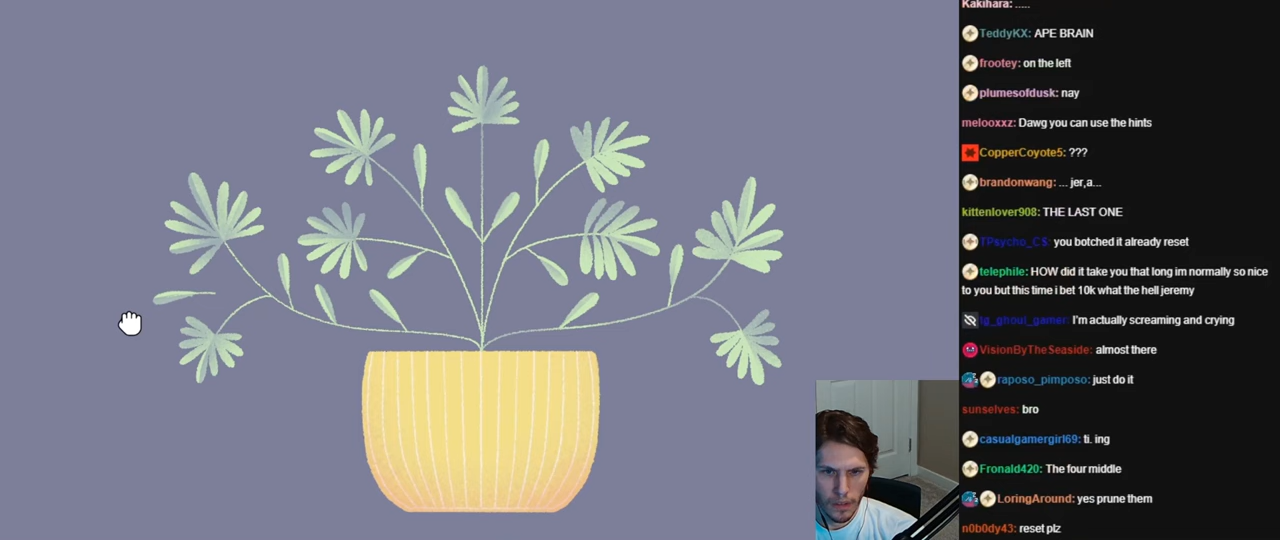 Kakihara: .....
TeddyKX: APE BRAIN
frootey: on the left
plumesofdusk: nay
melooxxz: Dawg you can use the hints
CopperCoyote5: ???
brandonwang: ... jer,a...
kittenlover908: THE LAST ONE
TPsycho_CS: you botched it already reset
telephile: HOW did it take you that long im normally so nice
to you but this time i bet 10k what the hell jeremy
lg_ghoul_gamer: I'm actually screaming and crying
VisionByTheSeaside: almost there
raposo_pimposo: just do it
sunselves: bro
casualgamergirl69: ti. ing
Fronald420: The four middle
LoringAround: yes prune them
n0b0dy43: reset plz